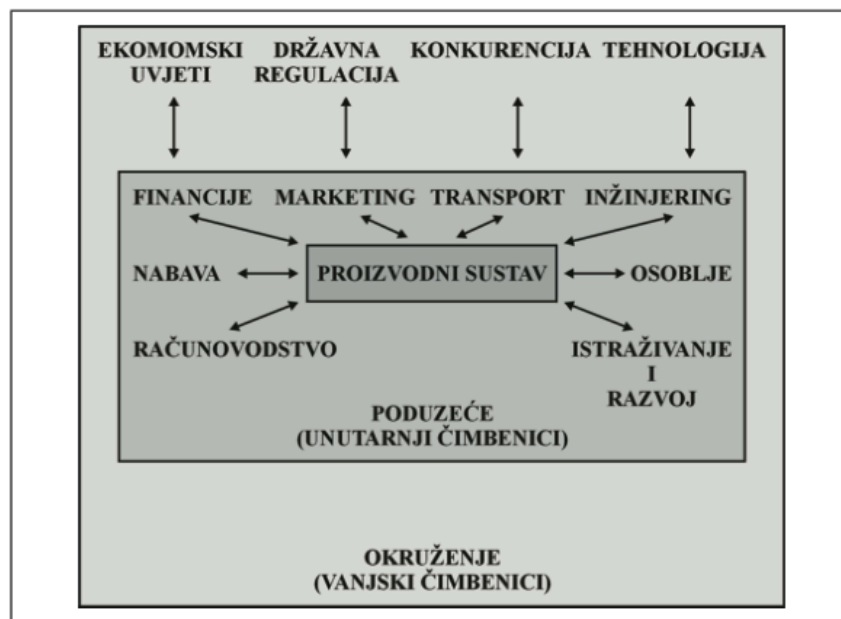 EKOMOMSKI UVJETI
DRŽAVNA REGULACIJA
KONKURENCIJA
TEHNOLOGIJA
FINANCIJE
MARKETING
TRANSPORT
INŽINJERING
NABAVA
PROIZVODNI SUSTAV
OSOBLJE
RAČUNOVODSTVO
ISTRAŽIVANJE
I
RAZVOJ
PODUZEĆE
(UNUTARNJI ČIMBENICI)
OKRUŽENJE
(VANJSKI ČIMBENICI)